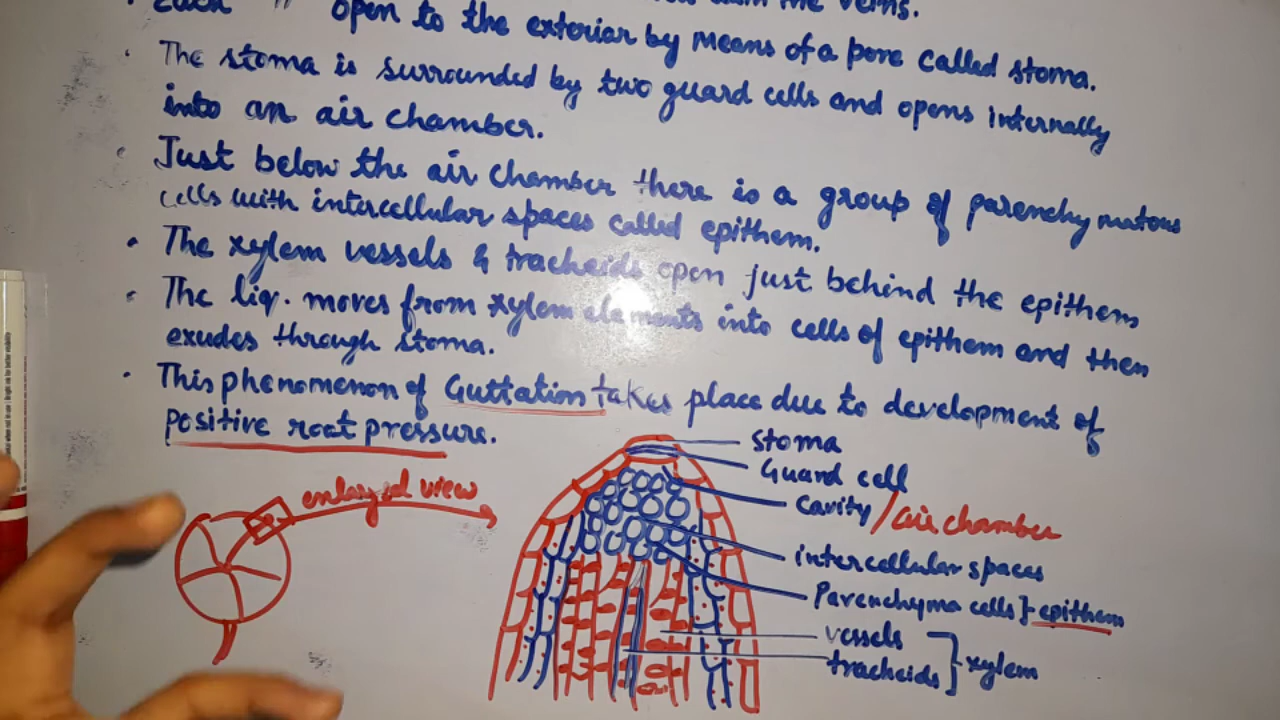 the veins.
• Each " open to the exterior by means of a pore called stoma.
• The stoma is surrounded by two guard cells and opens internally
into an air chamber.
• Just below the air chamber there is a group of parenchymatous
cells with intercellular spaces called epithem.
• The xylem vessels & tracheids open just behind the epithem
• The liq. moves from xylem elements into cells of epithem and then
exudes through stoma.
• This phenomenon of Guttation takes place due to development of
positive root pressure.
stoma
Guard cell
cavity/air chamber
enlarged view
intercellular spaces
Parenchyma cells} epithem
vessels
tracheids
xylem